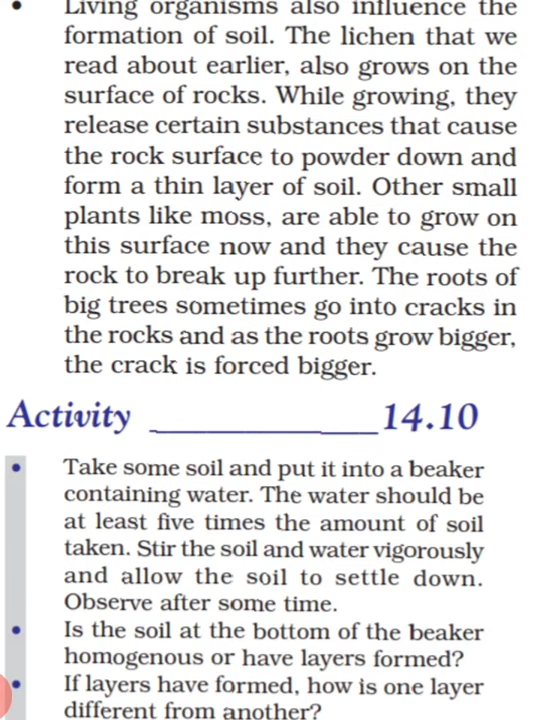 Living organisms also influence the
formation of soil. The lichen that we
read about earlier, also grows on the
surface of rocks. While growing, they
release certain substances that cause
the rock surface to powder down and
form a thin layer of soil. Other small
plants like moss, are able to grow on
this surface now and they cause the
rock to break up further. The roots of
big trees sometimes go into cracks in
the rocks and as the roots grow bigger,
the crack is forced bigger.
Activity ____________14.10
Take some soil and put it into a beaker
containing water. The water should be
at least five times the amount of soil
taken. Stir the soil and water vigorously
and allow the soil to settle down.
Observe after some time.
Is the soil at the bottom of the beaker
homogenous or have layers formed?
If layers have formed, how is one layer
different from another?